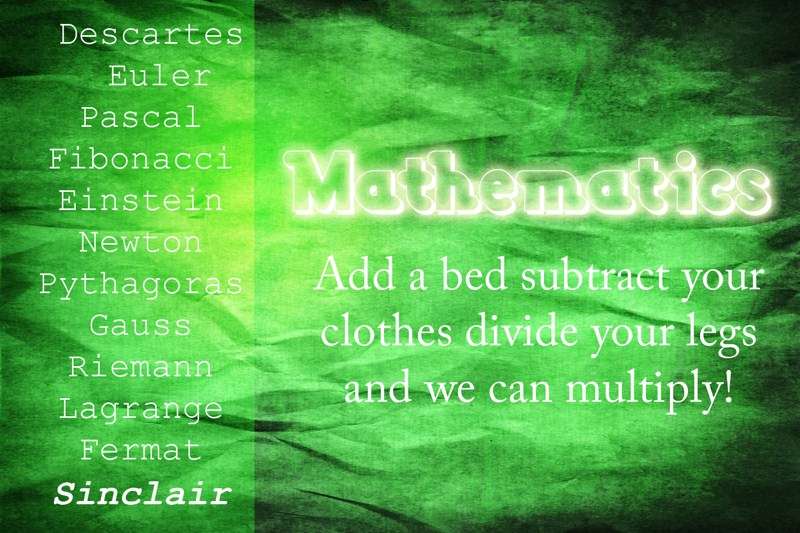 Descartes
Euler
Pascal
Fibonacci
Einstein
Newton
Pythagoras
Gauss
Riemann
Lagrange
Fermat
Sinclair
Mathematics
Add a bed subtract your
clothes divide your legs
and we can multiply!